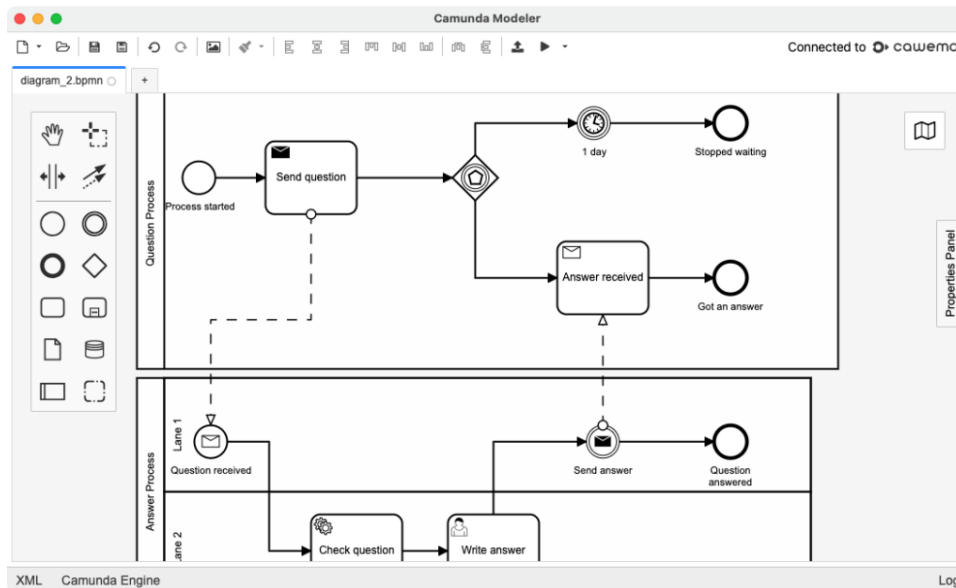 Camunda Modeler
Connected to cawemo
diagram_2.bpmn
+
Question Process
Process started
Send question
1 day
Stopped waiting
Answer received
Got an answer
Properties Panel
Answer Process
Lane 1
Question received
Send answer
Question
answered
Lane 2
Check question
Write answer
XML Camunda Engine
Log